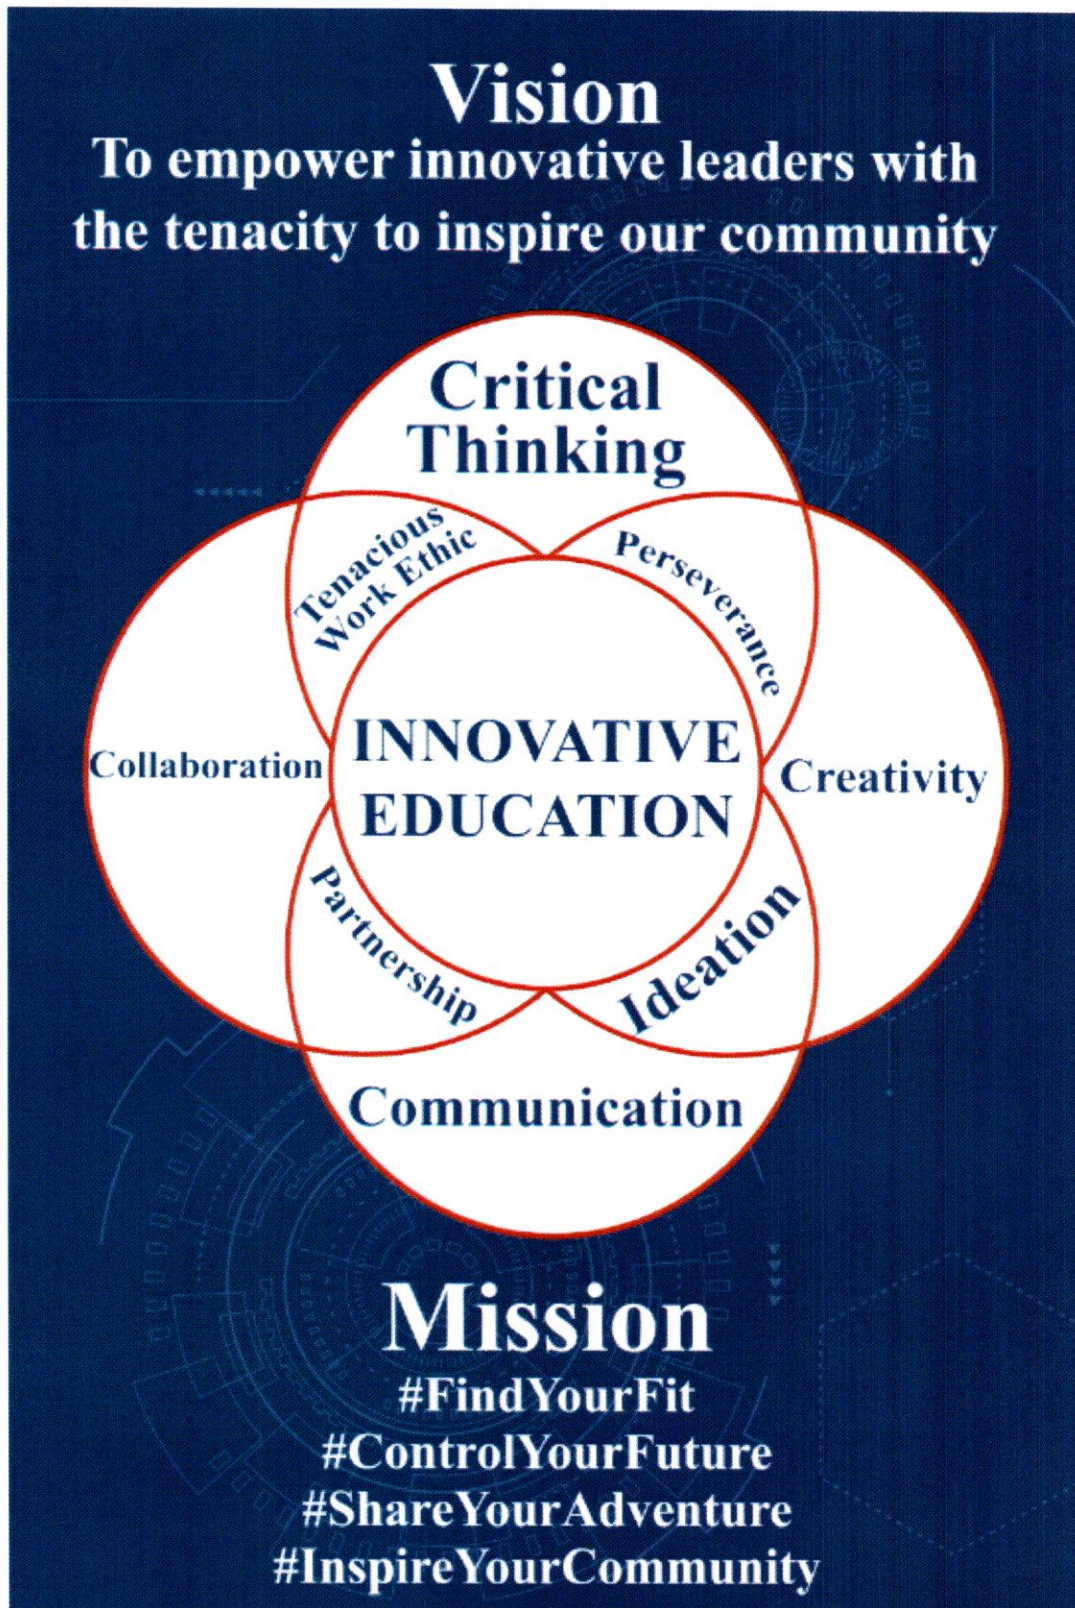 Vision
To empower innovative leaders with
the tenacity to inspire our community
Critical
Thinking
Tenacious
Work Ethic
Perseverance
Collaboration
INNOVATIVE
EDUCATION
Creativity
Partnership
Ideation
Communication
Mission
#FindYourFit
#ControlYourFuture
#ShareYourAdventure
#InspireYourCommunity